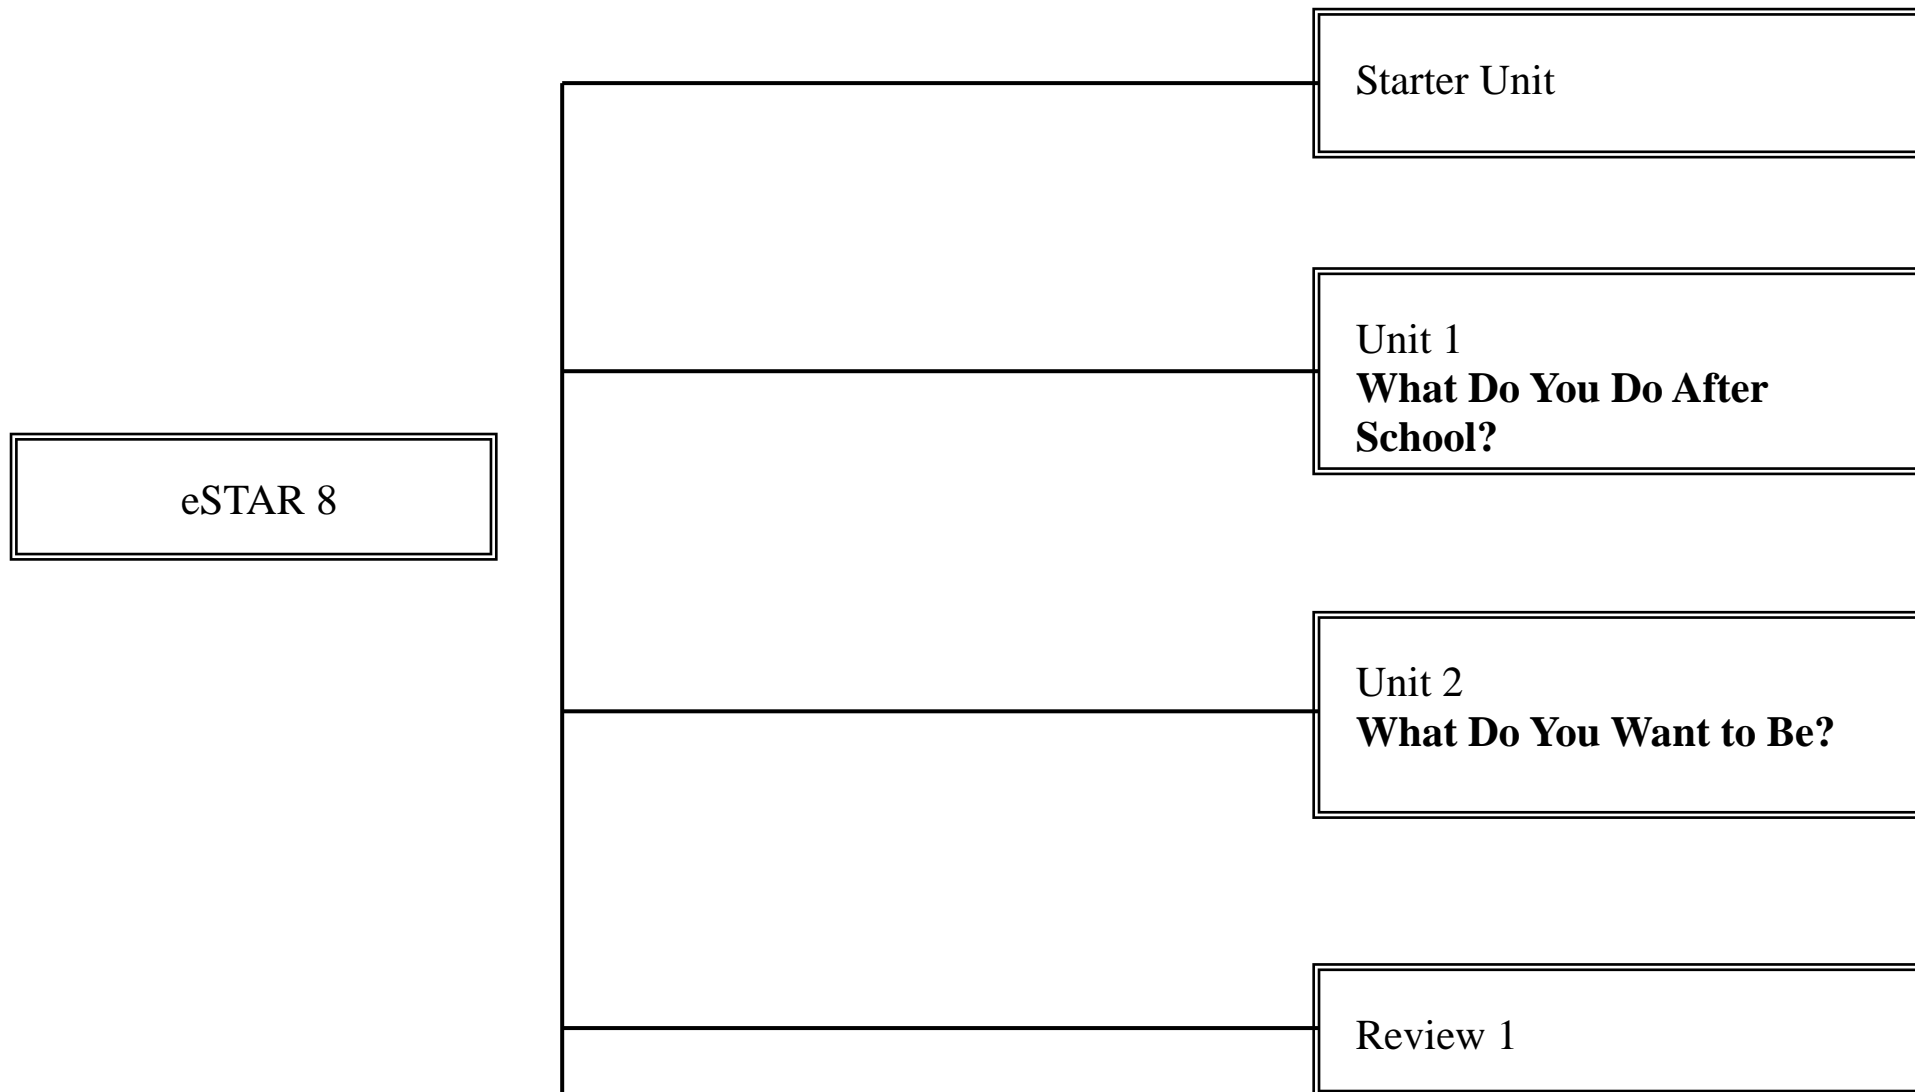 Starter Unit
Unit 1
What Do You Do After
School?
eSTAR 8
Unit 2
What Do You Want to Be?
Review 1